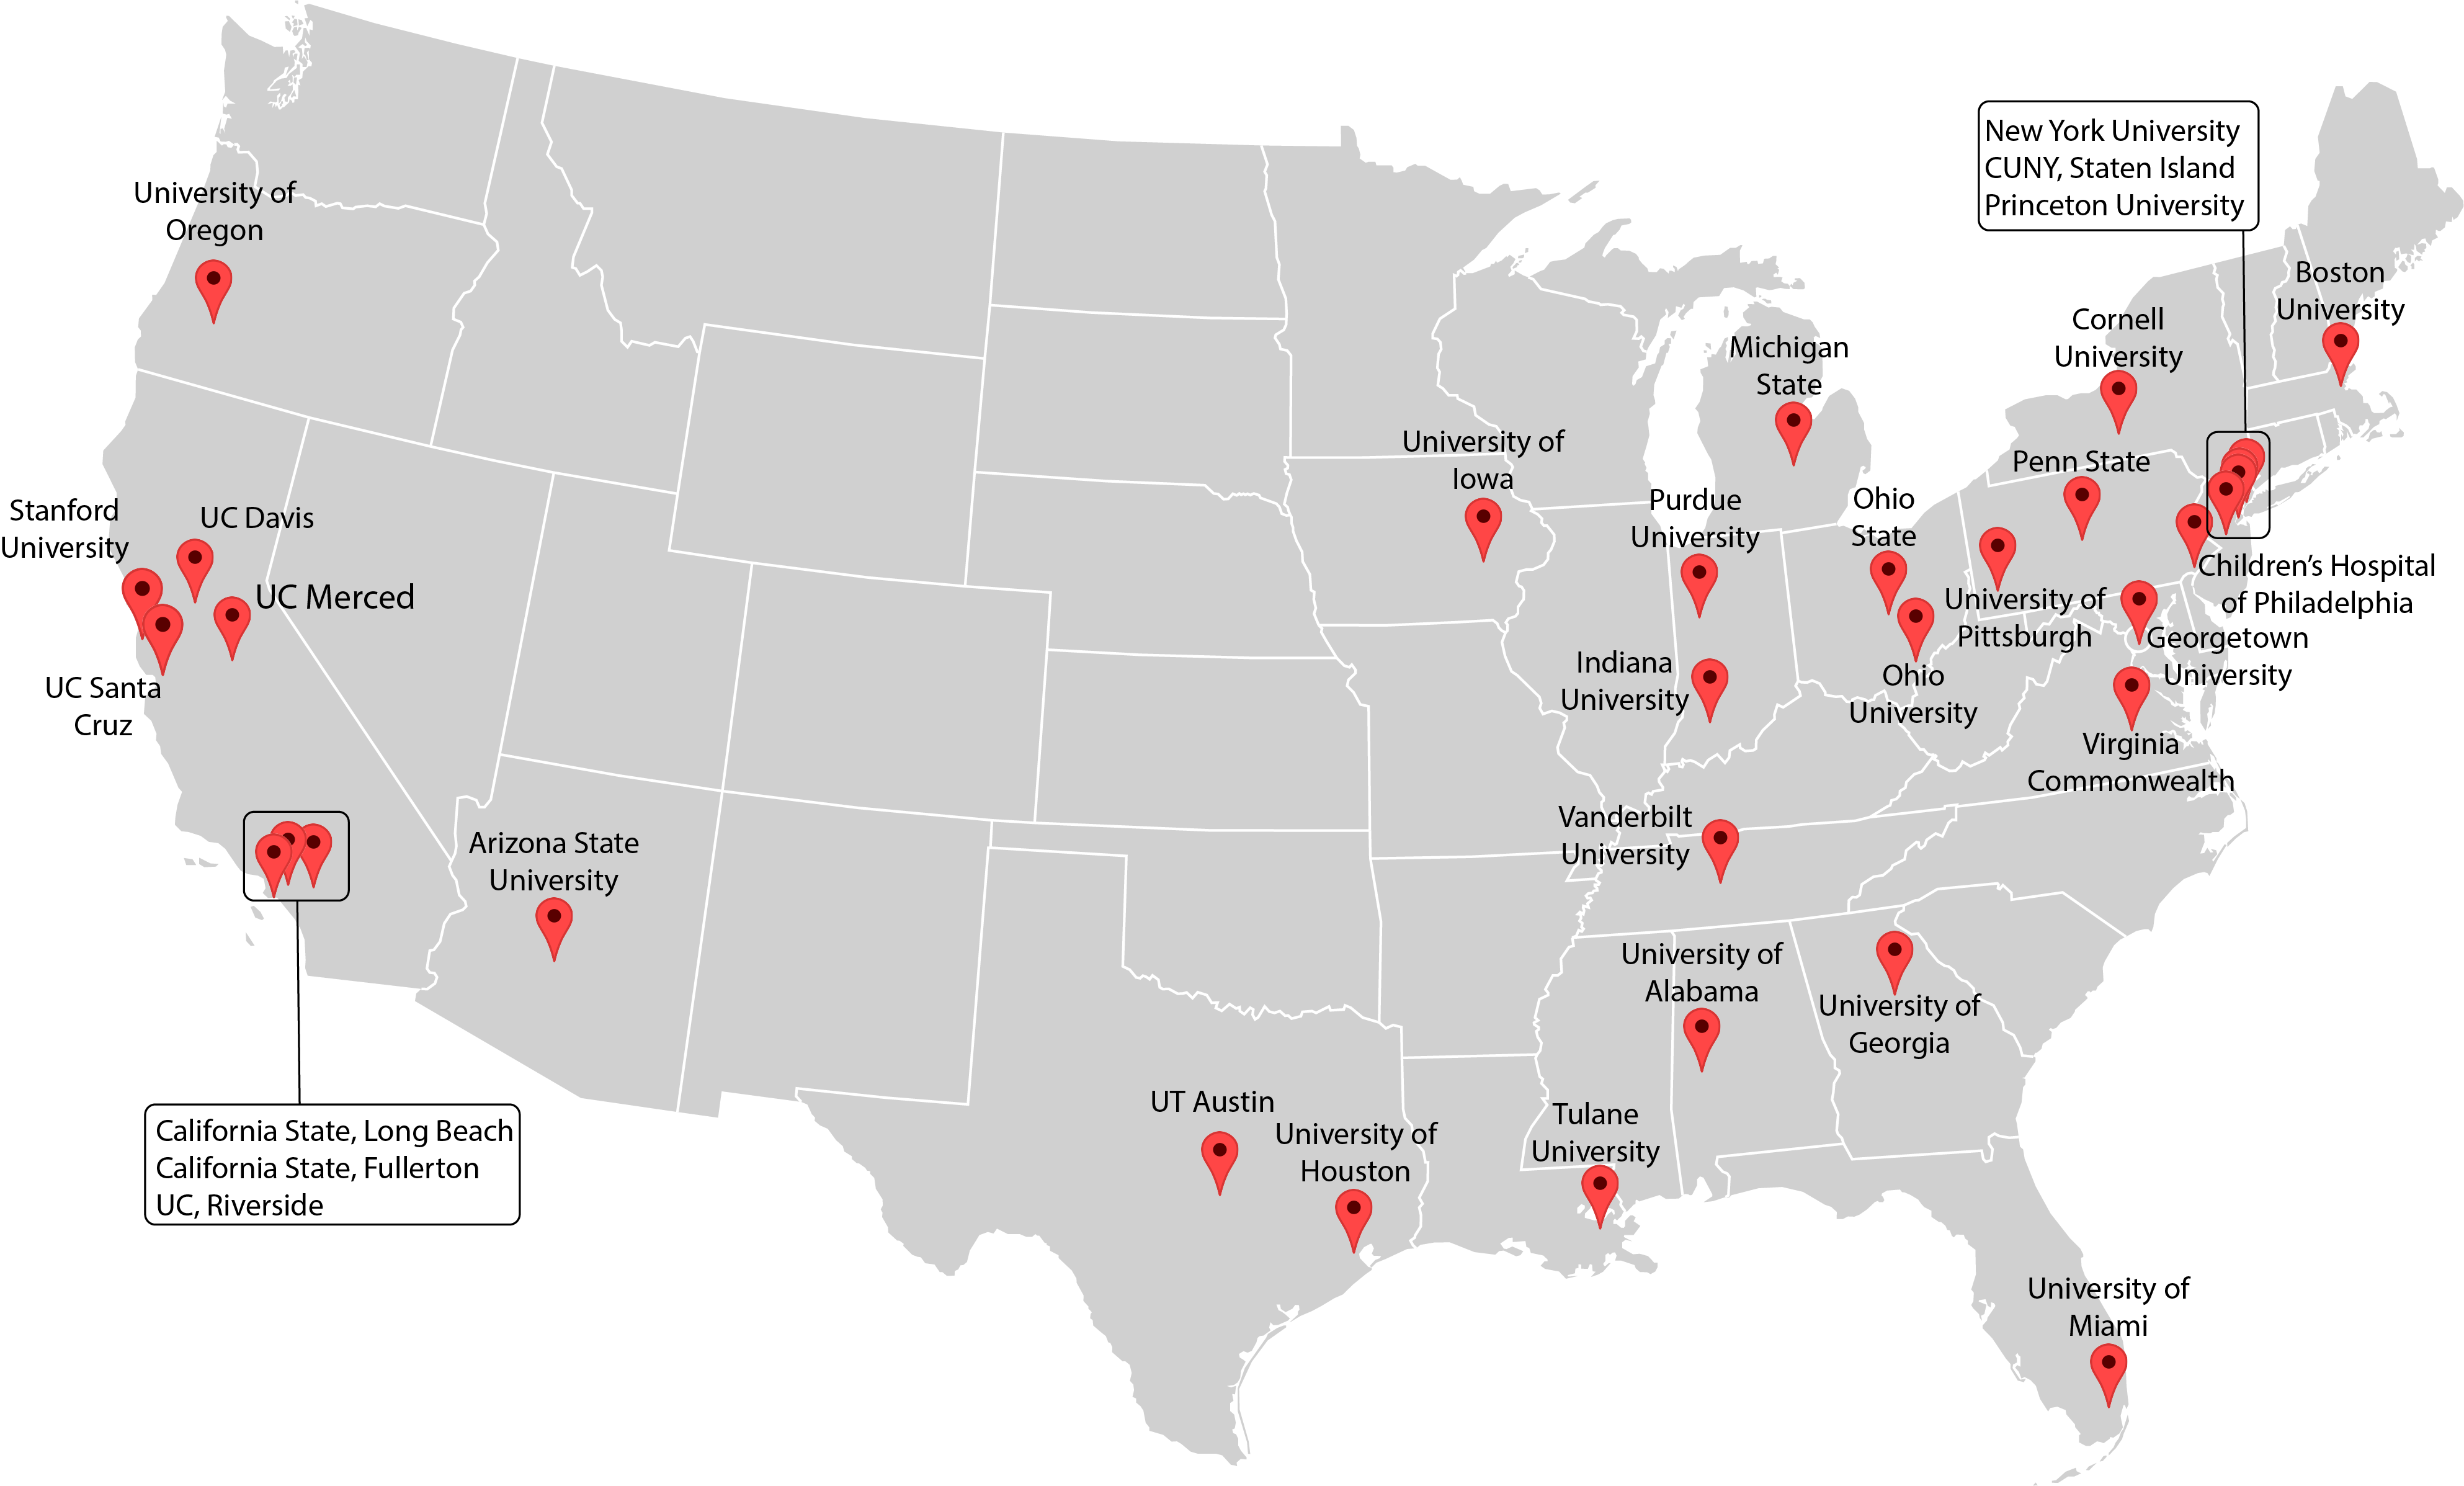 New York University
CUNY, Staten Island
Princeton University
University of
Oregon
Boston
University
Cornell
University
Michigan
State
University of
Iowa
Penn State
Stanford
University
UC Davis
Purdue
University
Ohio
State
Children's Hospital
of Philadelphia
UC Merced
University of
Pittsburgh
Georgetown
University
UC Santa
Cruz
Indiana
University
Ohio
University
Virginia
Commonwealth
Vanderbilt
University
Arizona State
University
University of
Alabama
University of
Georgia
UT Austin
University of
Houston
Tulane
University
California State, Long Beach
California State, Fullerton
UC, Riverside
University of
Miami